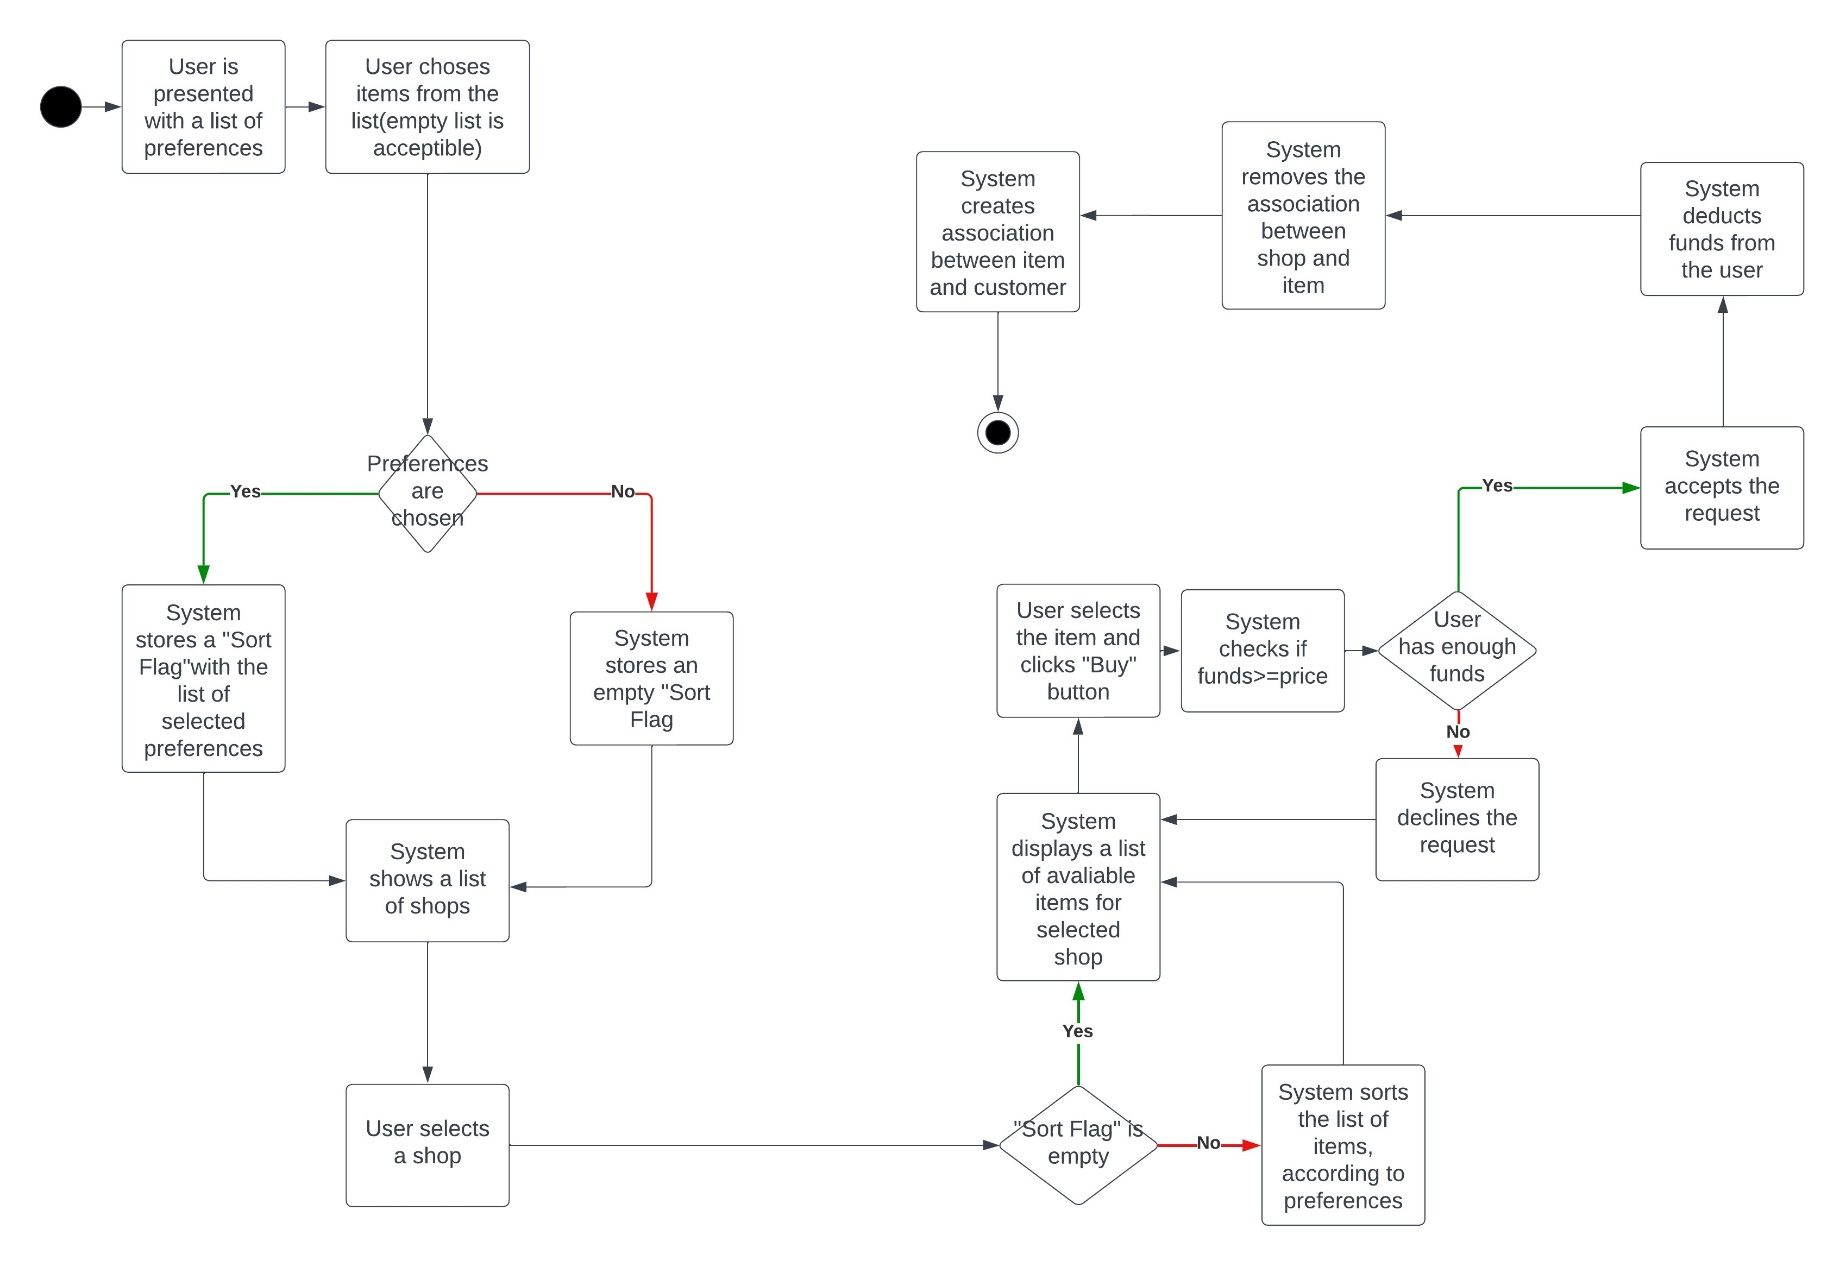 User is
presented
with a list of
preferences
User choses
items from the
list(empty list is
acceptible)
Preferences
are
chosen
Yes
No
System
stores a "Sort
Flag"with the
list of
selected
preferences
System
stores an
empty "Sort
Flag
System
shows a list
of shops
User selects
a shop
"Sort Flag" is
empty
Yes
No
System sorts
the list of
items,
according to
preferences
System
displays a list
of avaliable
items for
selected
shop
User selects
the item and
clicks "Buy"
button
System
checks if
funds>=price
User
has enough
funds
No
System
declines the
request
Yes
System
accepts the
request
System
deducts
funds from
the user
System
removes the
association
between
shop and
item
System
creates
association
between item
and customer